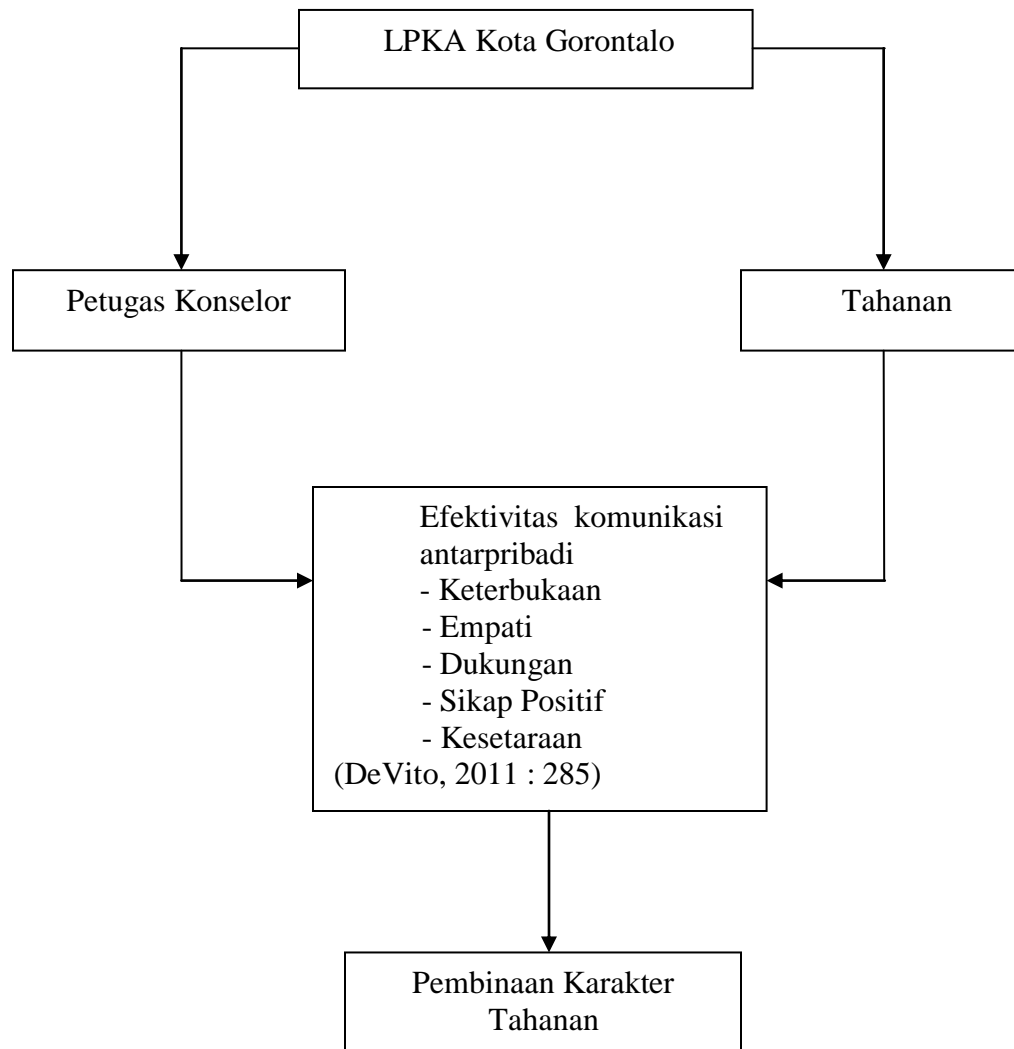 LPKA Kota Gorontalo
Petugas Konselor
Tahanan
Efektivitas komunikasi
antarpribadi
- Keterbukaan
- Empati
- Dukungan
- Sikap Positif
- Kesetaraan
(DeVito, 2011 : 285)
Pembinaan Karakter
Tahanan